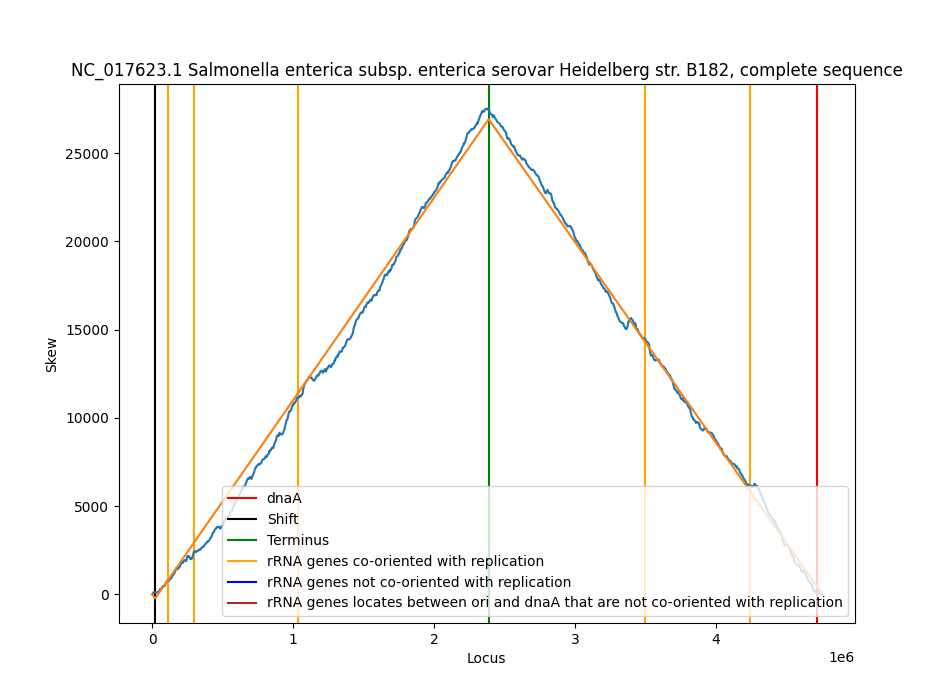 NC_017623.1 Salmonella enterica subsp. enterica serovar Heidelberg str. B182, complete sequence
25000
20000
15000
10000
5000
0
Skew
dnaA
Shift
Terminus
rRNA genes co-oriented with replication
rRNA genes not co-oriented with replication
rRNA genes locates between ori and dnaA that are not co-oriented with replication
0 1 2 3 4
1e6
Locus